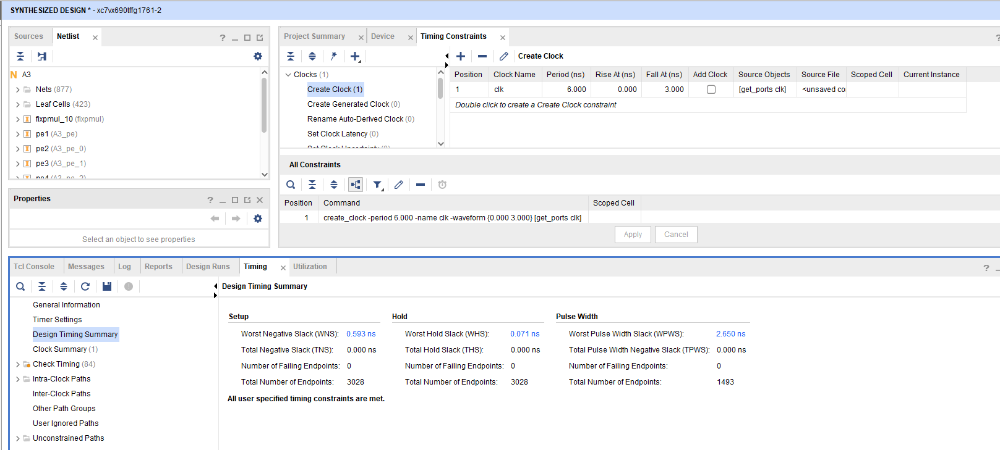 SYNTHESIZED DESIGN * - xc7vx690tffg1761-2
Sources
Netlist
N A3
Nets (877)
Leaf Cells (423)
fixpmul_10 (fixpmul)
pe1 (A3_pe)
pe2 (A3_pe_0)
pe3 (A3_pe_1)
pe4 (A3_pe_2)
Properties
Select an object to see properties
Project Summary
Device
Timing Constraints
Clocks (1)
Create Clock (1)
Create Generated Clock (0)
Rename Auto-Derived Clock (0)
Set Clock Latency (0)
Set Clock Uncertainty (0)
Create Clock
Position Clock Name Period (ns) Rise At (ns) Fall At (ns) Add Clock Source Objects Source File Scoped Cell Current Instance
1 clk 6.000 0.000 3.000 [get_ports clk] <unsaved co
Double click to create a Create Clock constraint
All Constraints
Position Command Scoped Cell
1 create_clock -period 6.000 -name clk -waveform {0.000 3.000} [get_ports clk]
Apply
Cancel
Tcl Console
Messages
Log
Reports
Design Runs
Timing
Utilization
General Information
Timer Settings
Design Timing Summary
Clock Summary (1)
Check Timing (84)
Intra-Clock Paths
Inter-Clock Paths
Other Path Groups
User Ignored Paths
Unconstrained Paths
Design Timing Summary
Setup
Worst Negative Slack (WNS): 0.593 ns
Total Negative Slack (TNS): 0.000 ns
Number of Failing Endpoints: 0
Total Number of Endpoints: 3028
Hold
Worst Hold Slack (WHS): 0.071 ns
Total Hold Slack (THS): 0.000 ns
Number of Failing Endpoints: 0
Total Number of Endpoints: 3028
Pulse Width
Worst Pulse Width Slack (WPWS): 2.650 ns
Total Pulse Width Negative Slack (TPWS): 0.000 ns
Number of Failing Endpoints: 0
Total Number of Endpoints: 1493
All user specified timing constraints are met.